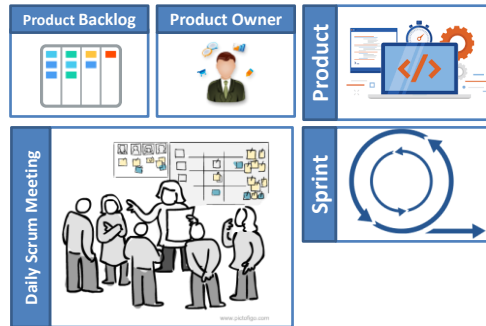 Product Backlog
Product Owner
Product
</>
Daily Scrum Meeting
www.pictofigo.com
Sprint